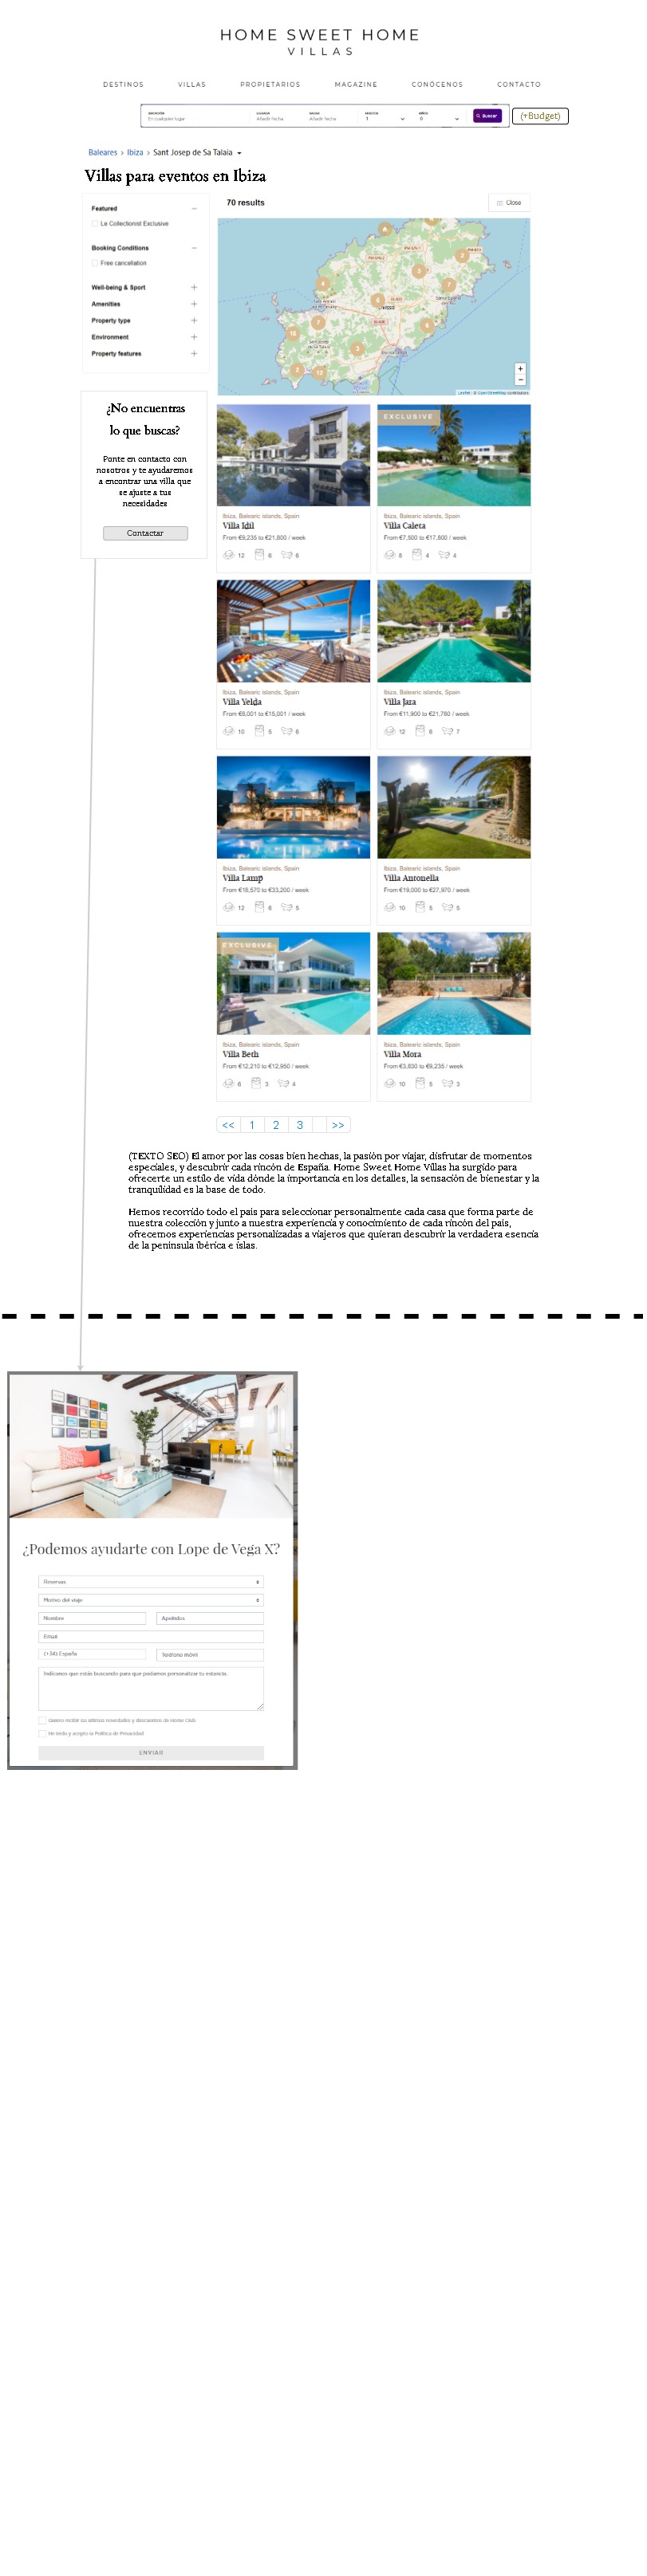 HOME SWEET HOME
VILLAS
DESTINOS VILLAS PROPIETARIOS MAGAZINE CONÓCENOS CONTACTO
UBICACIÓN LLEGADA SALIDA ADULTOS NIÑOS
En cualquier lugar Añadir fecha Añadir fecha 1 0 Buscar (+Budget)
Baleares > Ibiza > Sant Josep de Sa Talaia
Villas para eventos en Ibiza
Featured
Le Collectionist Exclusive
Booking Conditions
Free cancellation
Well-being & Sport
Amenities
Property type
Environment
Property features
70 results
Close
¿No encuentras
lo que buscas?
Ponte en contacto con
nosotros y te ayudaremos
a encontrar una villa que
se ajuste a tus
necesidades
Contactar
Ibiza, Balearic islands, Spain
Villa Idil
From €9,235 to €21,800 / week
12 6 6
EXCLUSIVE
Ibiza, Balearic islands, Spain
Villa Caleta
From €7,500 to €17,800 / week
8 4 4
Ibiza, Balearic islands, Spain
Villa Yelda
From €8,001 to €15,001 / week
10 5 6
Ibiza, Balearic islands, Spain
Villa Jara
From €11,900 to €21,780 / week
12 6 7
Ibiza, Balearic islands, Spain
Villa Lamp
From €18,570 to €33,200 / week
12 6 5
Ibiza, Balearic islands, Spain
Villa Antonella
From €19,000 to €27,970 / week
10 5 5
EXCLUSIVE
Ibiza, Balearic islands, Spain
Villa Beth
From €12,210 to €12,950 / week
6 3 4
Ibiza, Balearic islands, Spain
Villa Mora
From €3,830 to €9,235 / week
10 5 3
<< 1 2 3 >>
(TEXTO SEO) El amor por las cosas bien hechas, la pasión por viajar, disfrutar de momentos
especiales, y descubrir cada rincón de España. Home Sweet Home Villas ha surgido para
ofrecerte un estilo de vida dónde la importancia en los detalles, la sensación de bienestar y la
tranquilidad es la base de todo.
Hemos recorrido todo el país para seleccionar personalmente cada casa que forma parte de
nuestra colección y junto a nuestra experiencia y conocimiento de cada rincón del país,
ofrecemos experiencias personalizadas a viajeros que quieran descubrir la verdadera esencia
de la península ibérica e islas.
¿Podemos ayudarte con Lope de Vega X?
Reservas
Motivo del viaje
Nombre Apellidos
Email
(+34) España Teléfono móvil
Indícanos que estás buscando para que podamos personalizar tu estancia.
Quiero recibir las últimas novedades y descuentos de Home Club
He leído y acepto la Política de Privacidad
ENVIAR